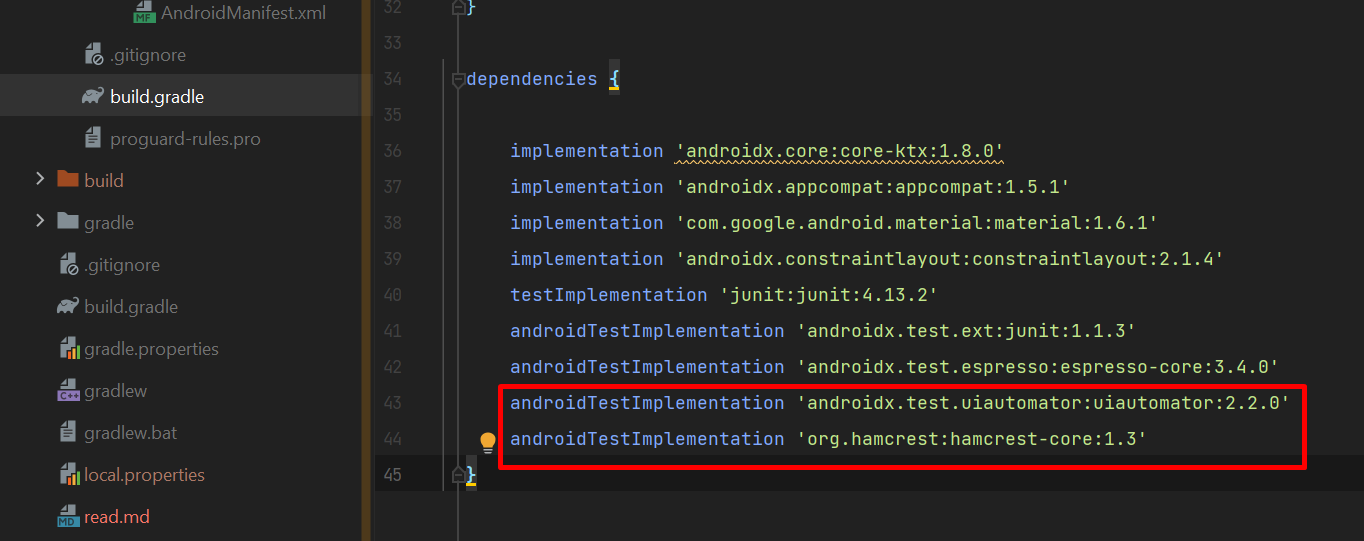 AndroidManifest.xml
MF
.gitignore
build.gradle
proguard-rules.pro
build
gradle
.gitignore
build.gradle
gradle.properties
gradlew
C++
gradlew.bat
local.properties
read.md
MD
32 }
33
34 dependencies {
35
36 implementation 'androidx.core:core-ktx:1.8.0'
37 implementation 'androidx.appcompat:appcompat:1.5.1'
38 implementation 'com.google.android.material:material:1.6.1'
39 implementation 'androidx.constraintlayout:constraintlayout:2.1.4'
40 testImplementation 'junit:junit:4.13.2'
41 androidTestImplementation 'androidx.test.ext:junit:1.1.3'
42 androidTestImplementation 'androidx.test.espresso:espresso-core:3.4.0'
43 androidTestImplementation 'androidx.test.uiautomator:uiautomator:2.2.0'
44 androidTestImplementation 'org.hamcrest:hamcrest-core:1.3'
45 }